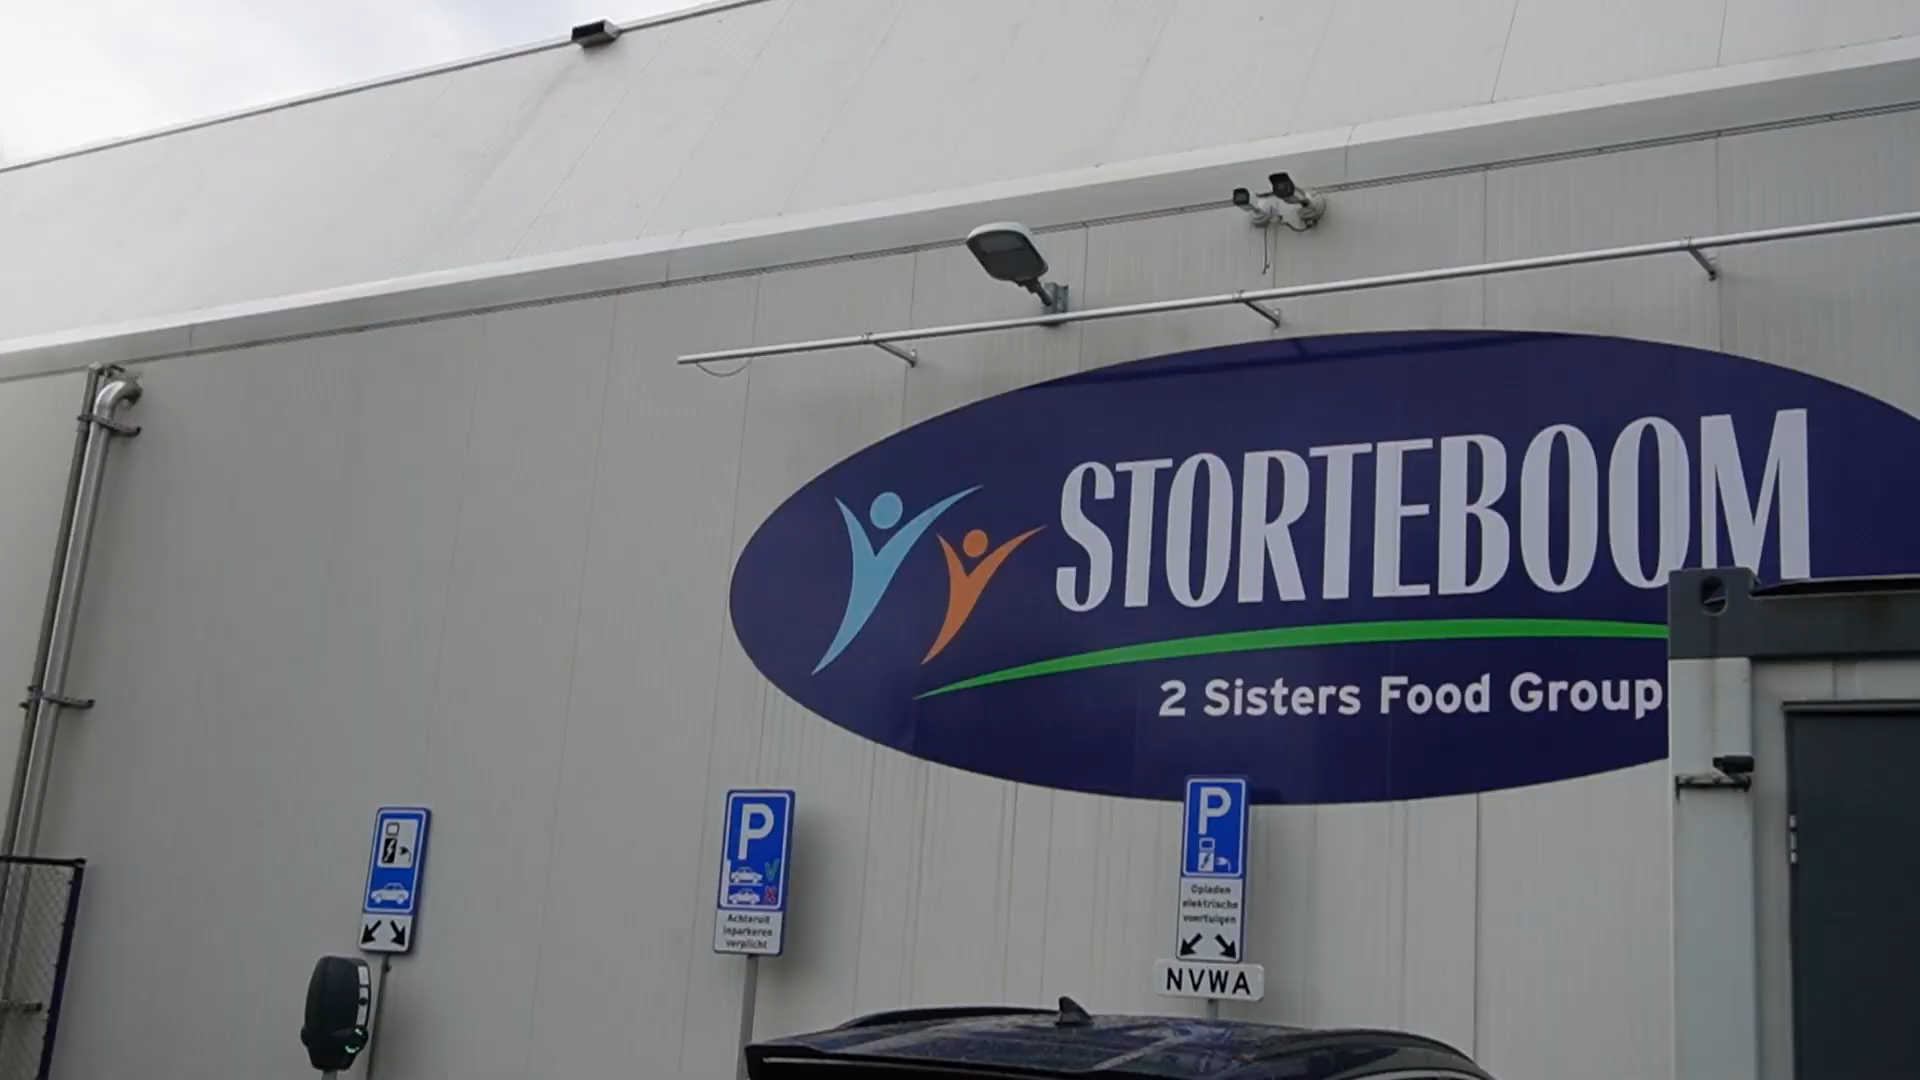 STORTEBOOM
2 Sisters Food Group
P
Achteruit
inparkeren
verplicht
P
Opladen
elektrische
voertuigen
NVWA